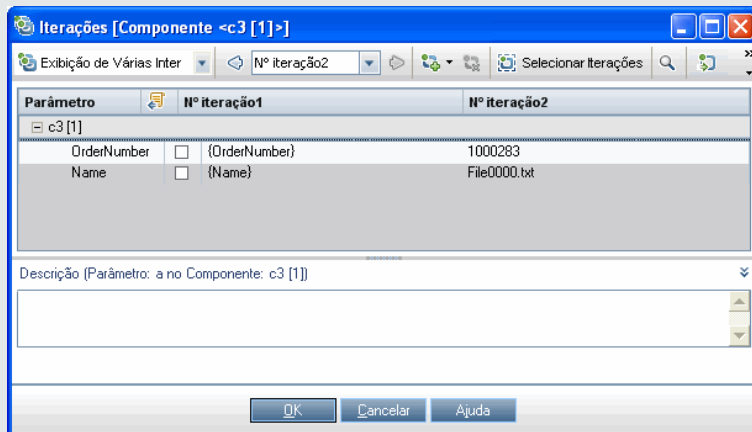 Iterações [Componente <c3 [1]>]
Exibição de Várias Inter Nº iteração2 Selecionar Iterações
Parâmetro Nº iteração1 Nº iteração2
c3 [1]
OrderNumber {OrderNumber} 1000283
Name {Name} File0000.txt
Descrição (Parâmetro: a no Componente: c3 [1])
OK Cancelar Ajuda